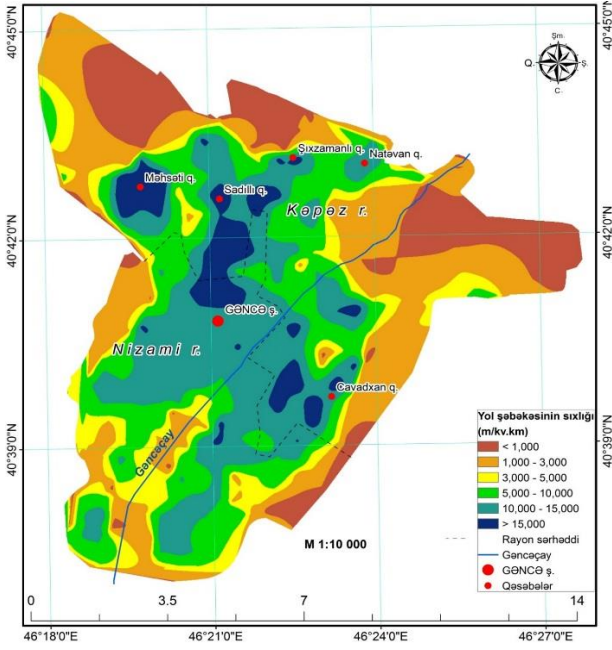 40°45'0"N
40°42'0"N
40°39'0"N
40°45'0"N
40°42'0"N
40°39'0"N
Şm.
Q.
Ş.
C.
Şıxzamanlı q.
Natəvan q.
Məhsəti q.
Sadıllı q.
Kəpəz r.
GƏNCƏ ş.
Nizami r.
Cavadxan q.
Gəncəçay
Yol şəbəkəsinin sıxlığı
(m/kv.km)
< 1,000
1,000 - 3,000
3,000 - 5,000
5,000 - 10,000
10,000 - 15,000
> 15,000
Rayon sərhəddi
Gəncəçay
GƏNCƏ ş.
Qəsəbələr
M 1:10 000
0 3.5 7 14
46°18'0"E 46°21'0"E 46°24'0"E 46°27'0"E